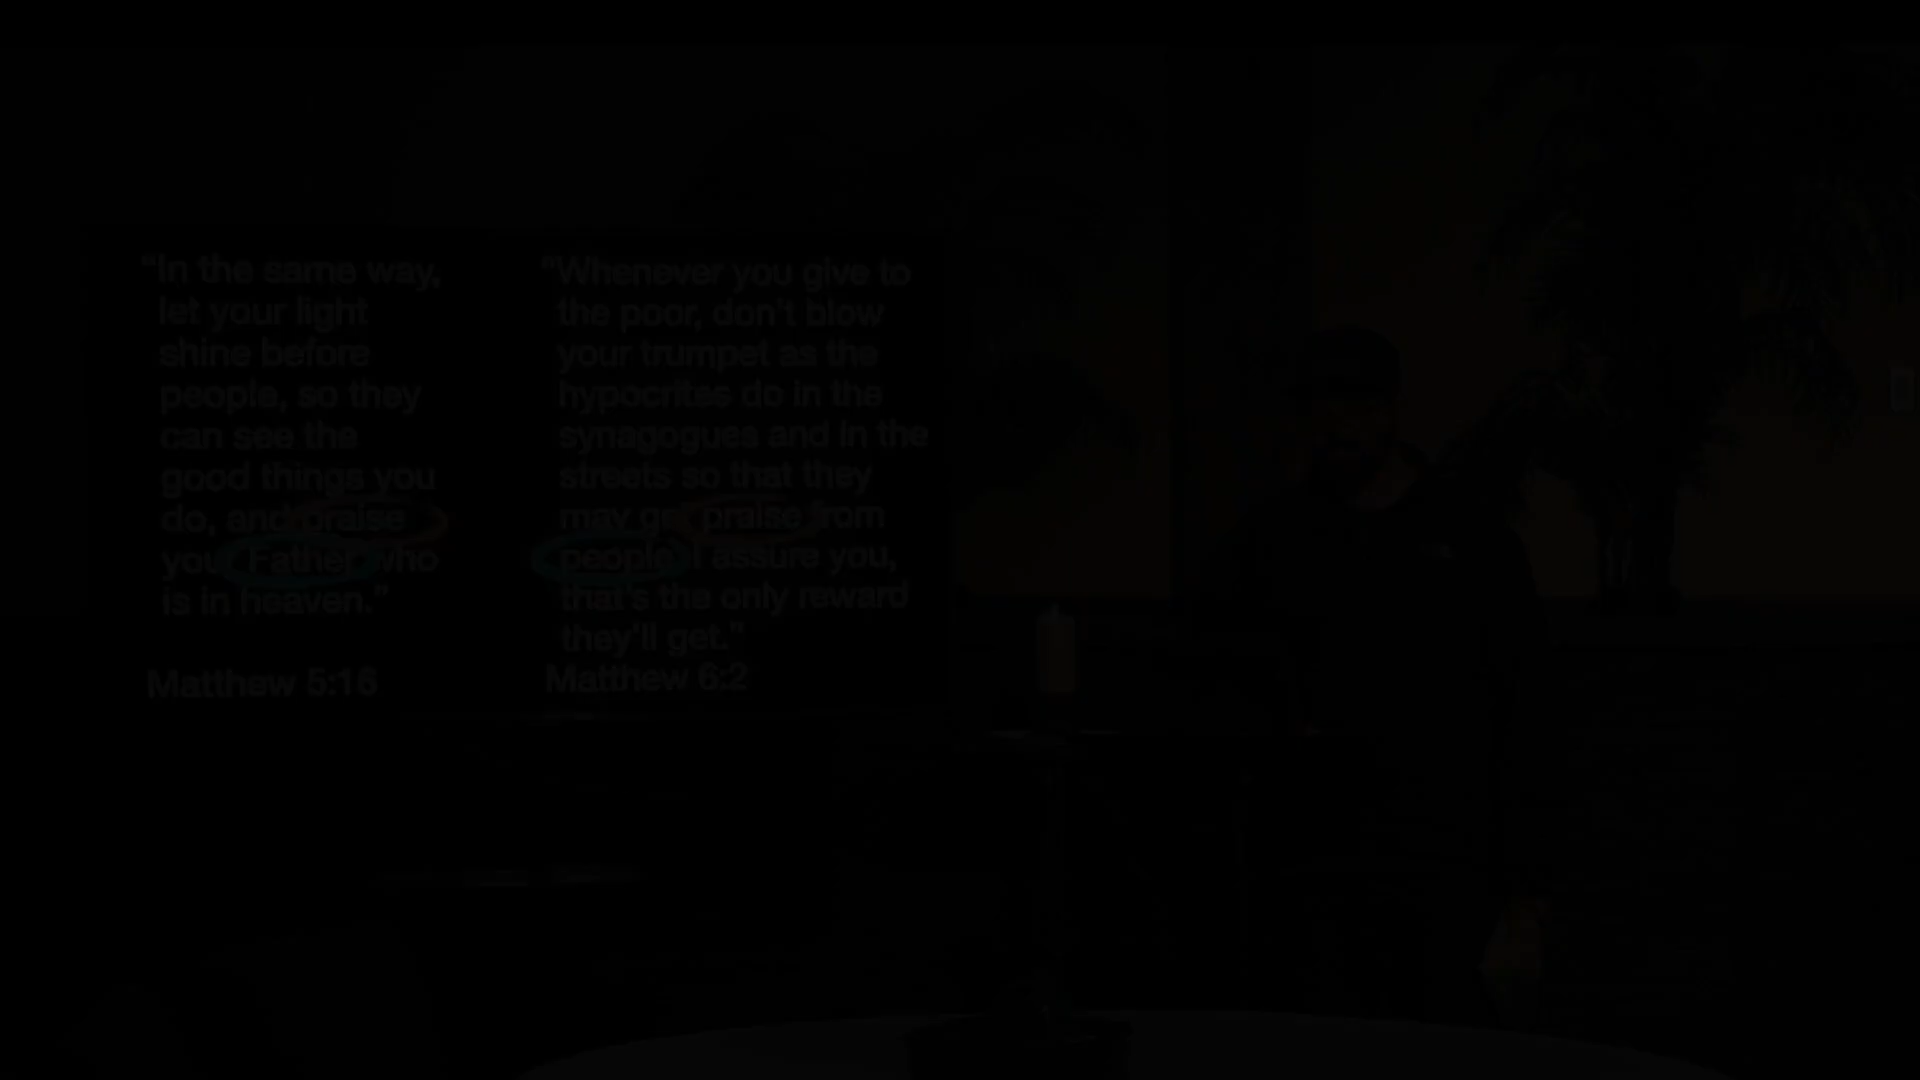 “In the same way,
let your light
shine before
people, so they
can see the
good things you
do, and praise
your Father who
is in heaven.”
Matthew 5:16
“Whenever you give to
the poor, don't blow
your trumpet as the
hypocrites do in the
synagogues and in the
streets so that they
may get praise from
people. I assure you,
that's the only reward
they'll get.”
Matthew 6:2